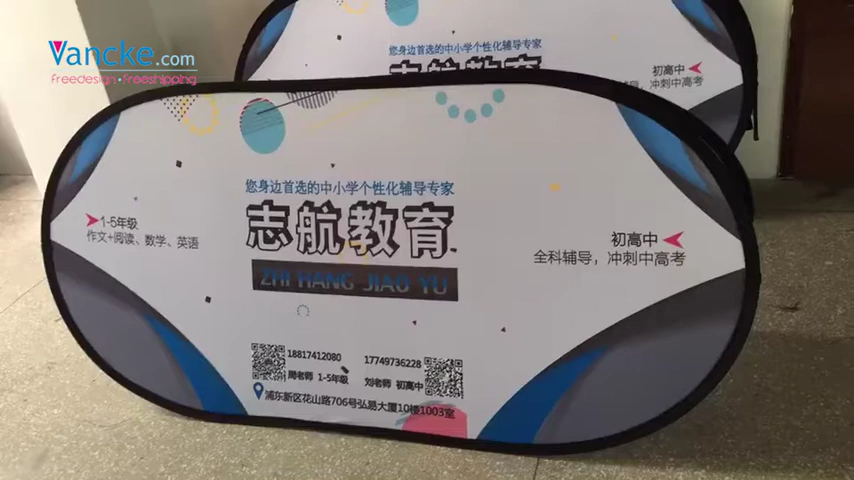 Vancke.com
freedesign·freeshipping
您身边首选的中小学个性化辅导专家
志航教育
初高中
辅导，冲刺中高考
您身边首选的中小学个性化辅导专家
志航教育
ZHI HANG JIAO YU
1-5年级
作文+阅读、数学、英语
初高中
全科辅导，冲刺中高考
18817412080
周老师 1-5年级
17749736228
刘老师 初高中
浦东新区花山路706号弘易大厦10楼1003室